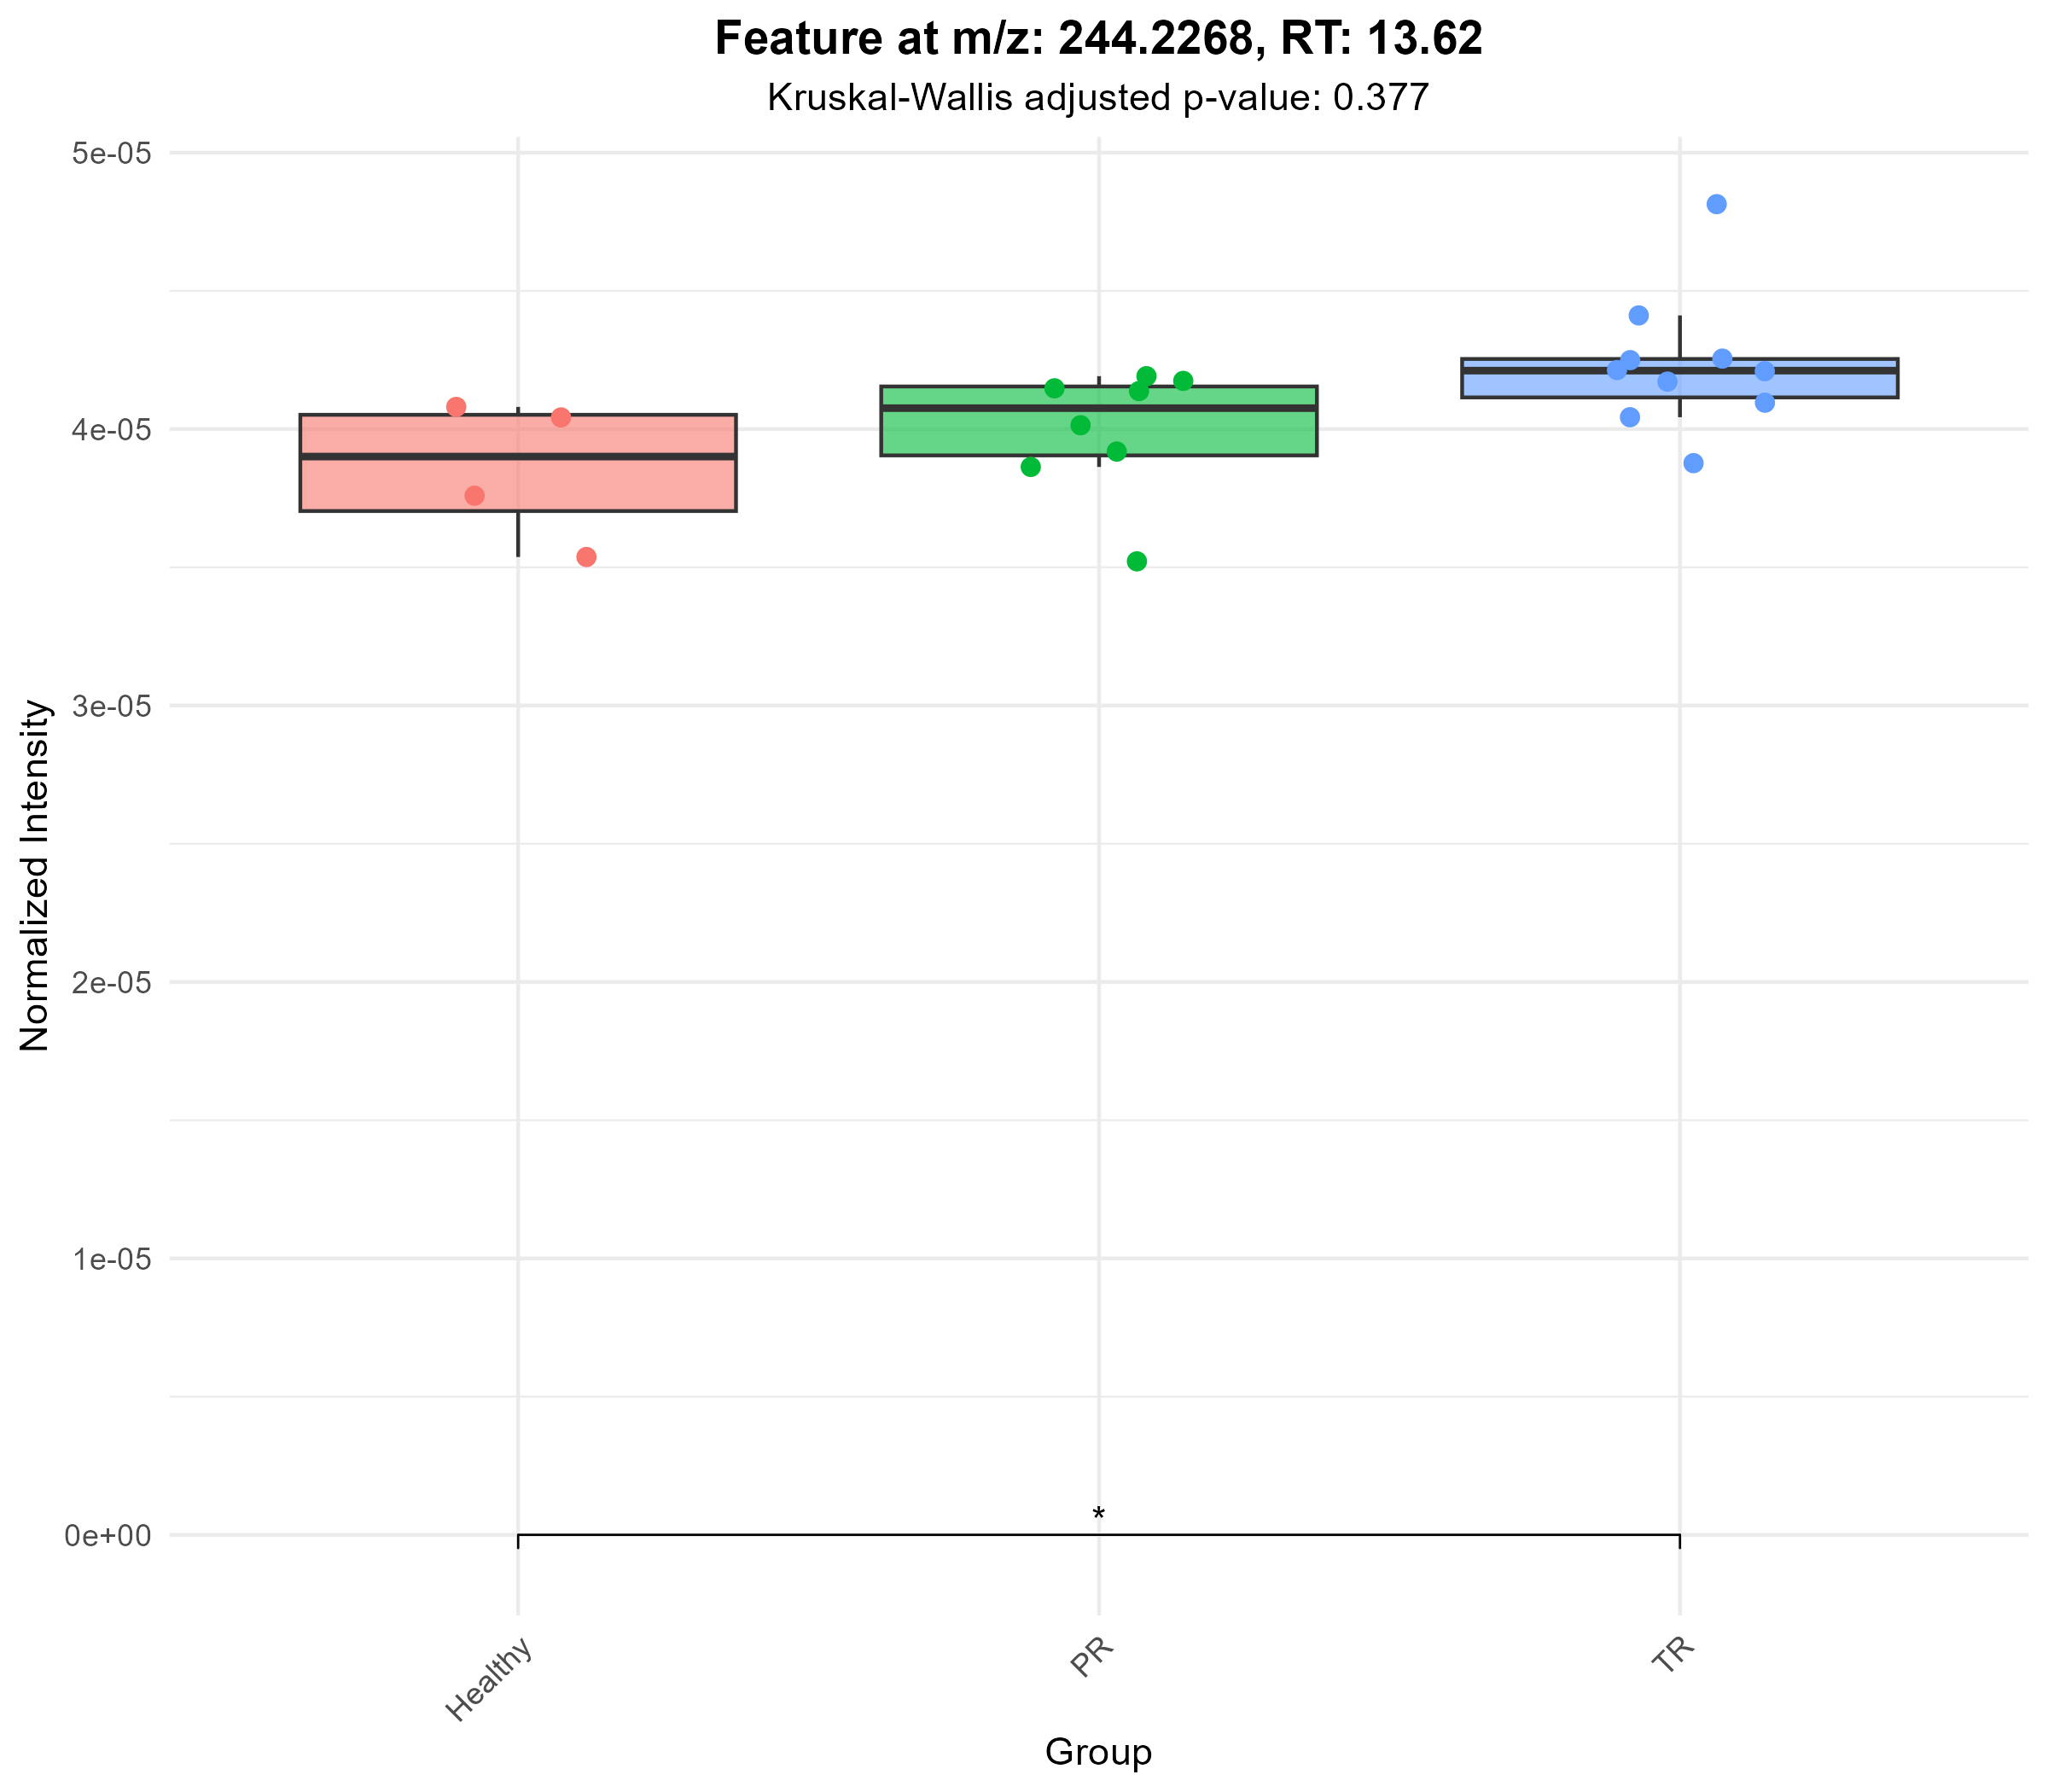 Feature at m/z: 244.2268, RT: 13.62
Kruskal-Wallis adjusted p-value: 0.377
5e-05
4e-05
3e-05
2e-05
1e-05
0e+00
Normalized Intensity
*
Healthy
PR
TR
Group